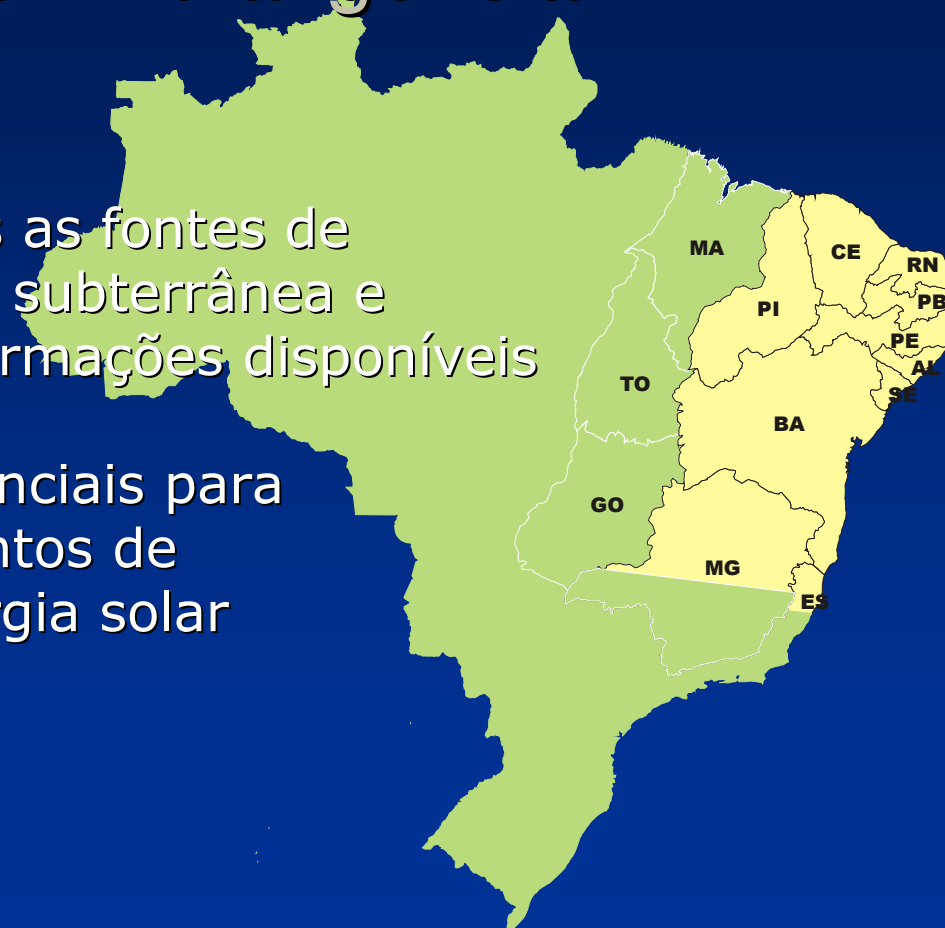 as fontes de
subterrânea e
rmações disponíveis
nciais para
ntos de
rgia solar
MA
CE
RN
PI
PB
PE
AL
TO
SE
BA
GO
MG
ES